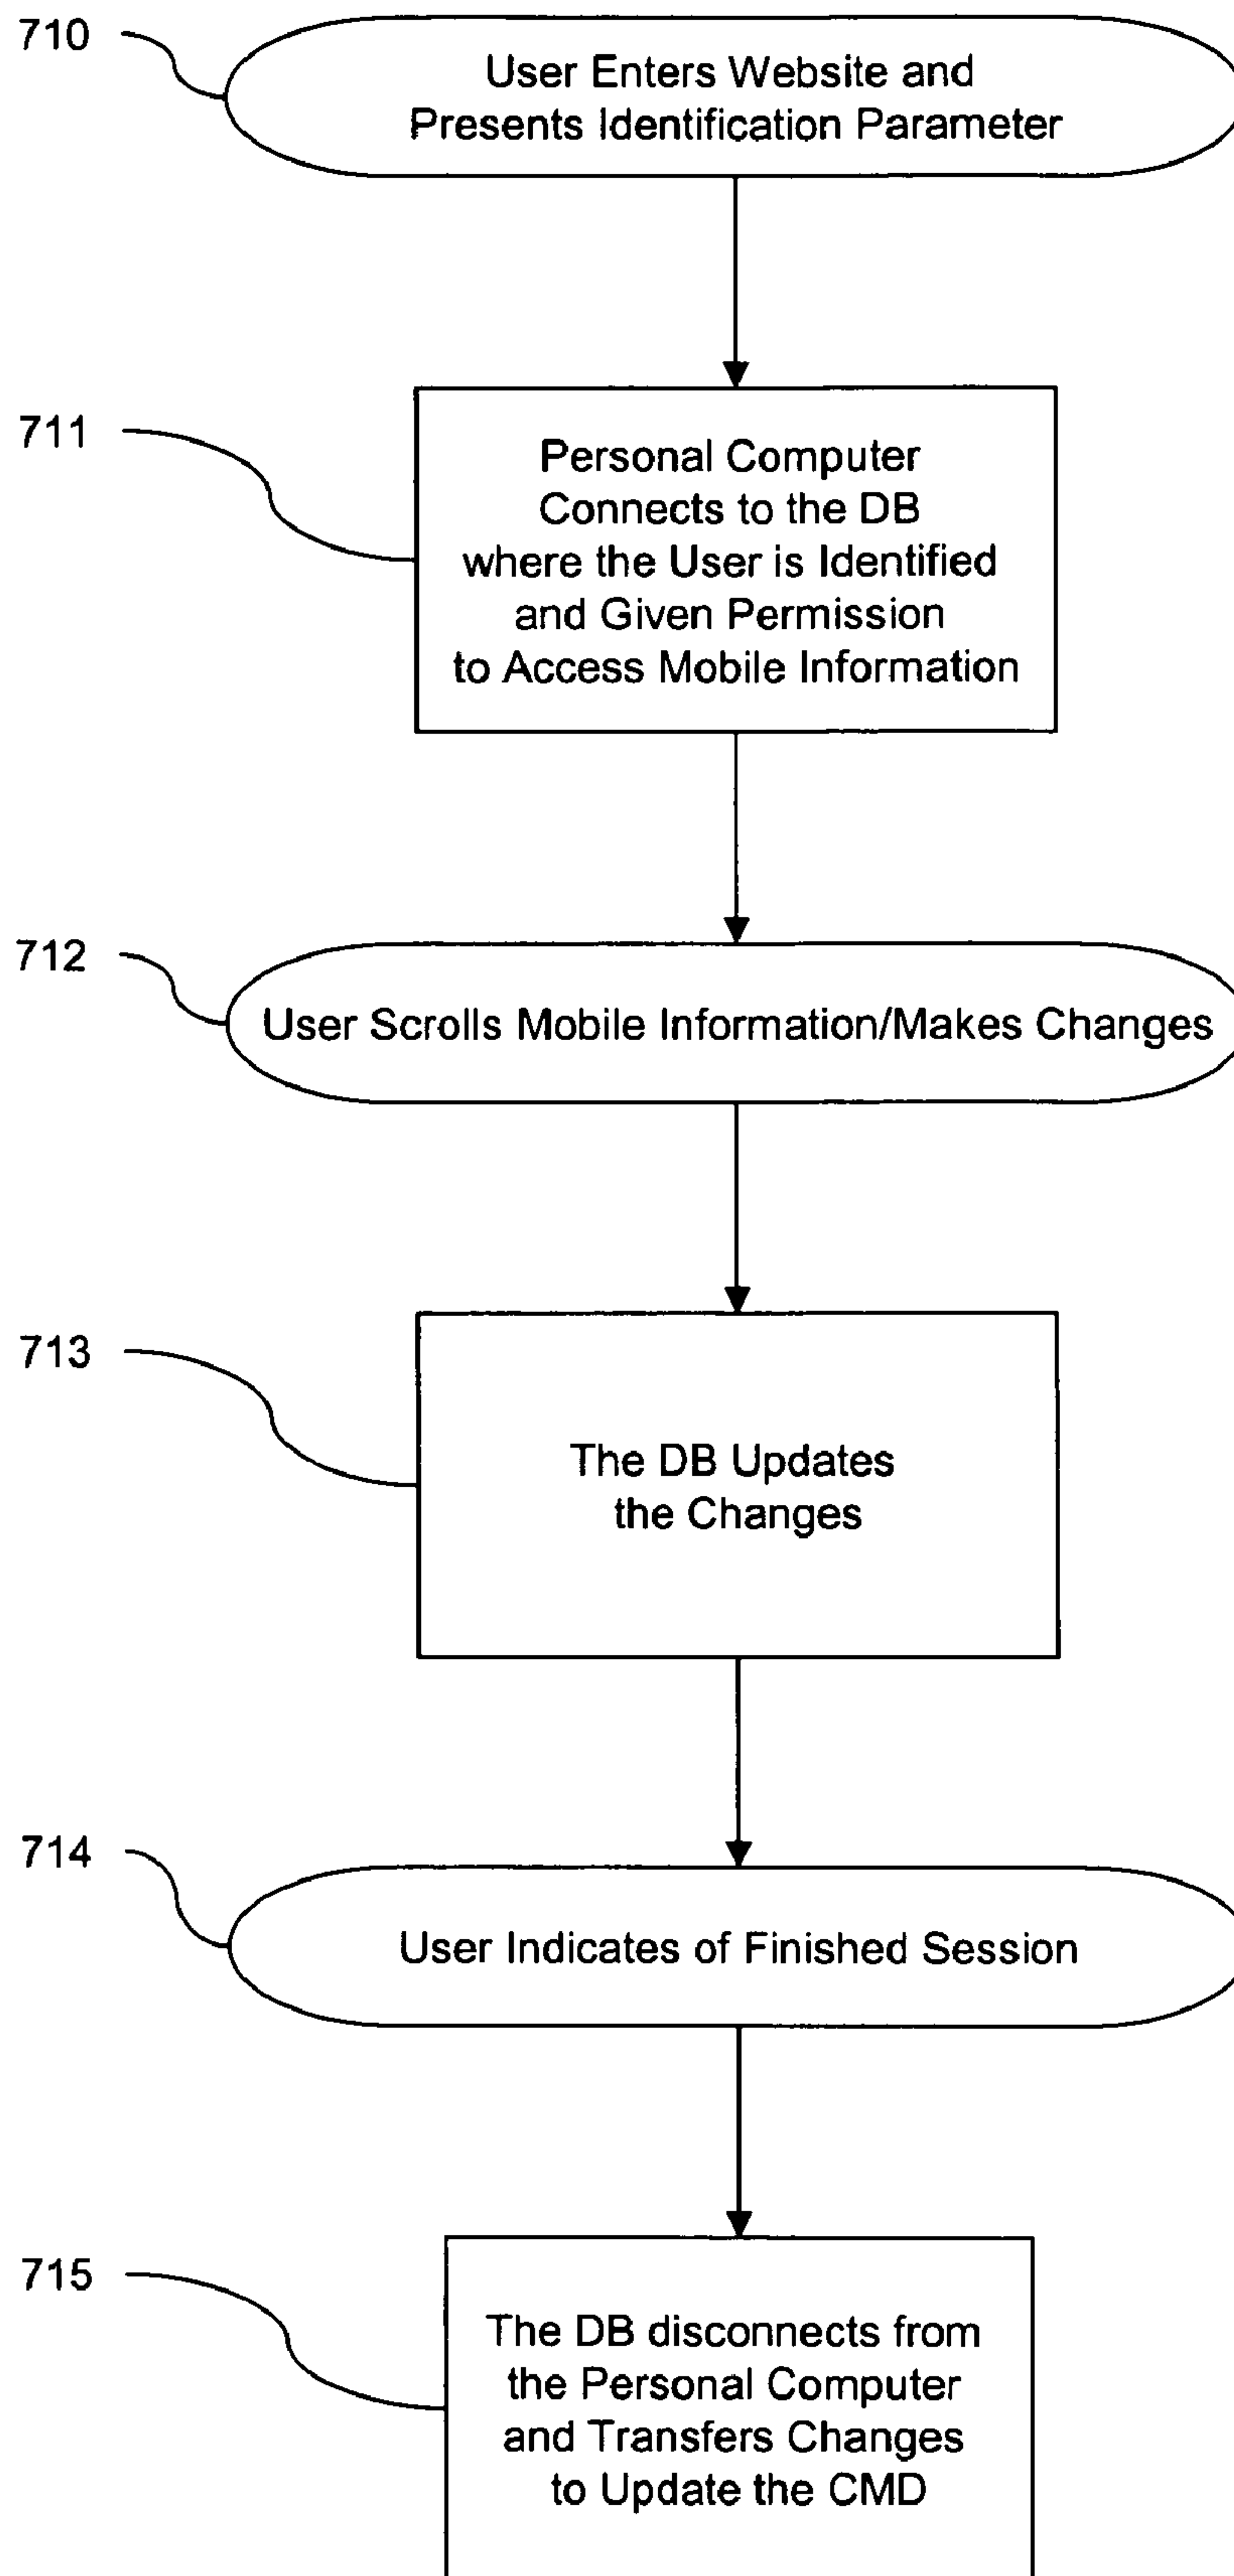 710
User Enters Website and
Presents Identification Parameter
711
Personal Computer
Connects to the DB
where the User is Identified
and Given Permission
to Access Mobile Information
712
User Scrolls Mobile Information/Makes Changes
713
The DB Updates
the Changes
714
User Indicates of Finished Session
715
The DB disconnects from
the Personal Computer
and Transfers Changes
to Update the CMD